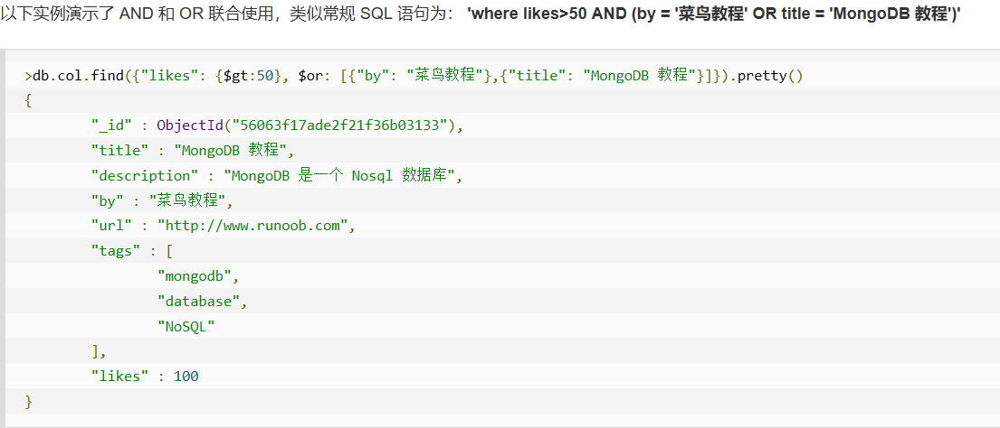 以下实例演示了 AND 和 OR 联合使用，类似常规 SQL 语句为： 'where likes>50 AND (by = '菜鸟教程' OR title = 'MongoDB 教程')'
>db.col.find({"likes": {$gt:50}, $or: [{"by": "菜鸟教程"},{"title": "MongoDB 教程"}]}).pretty()
{
        "_id" : ObjectId("56063f17ade2f21f36b03133"),
        "title" : "MongoDB 教程",
        "description" : "MongoDB 是一个 Nosql 数据库",
        "by" : "菜鸟教程",
        "url" : "http://www.runoob.com",
        "tags" : [
                "mongodb",
                "database",
                "NoSQL"
        ],
        "likes" : 100
}